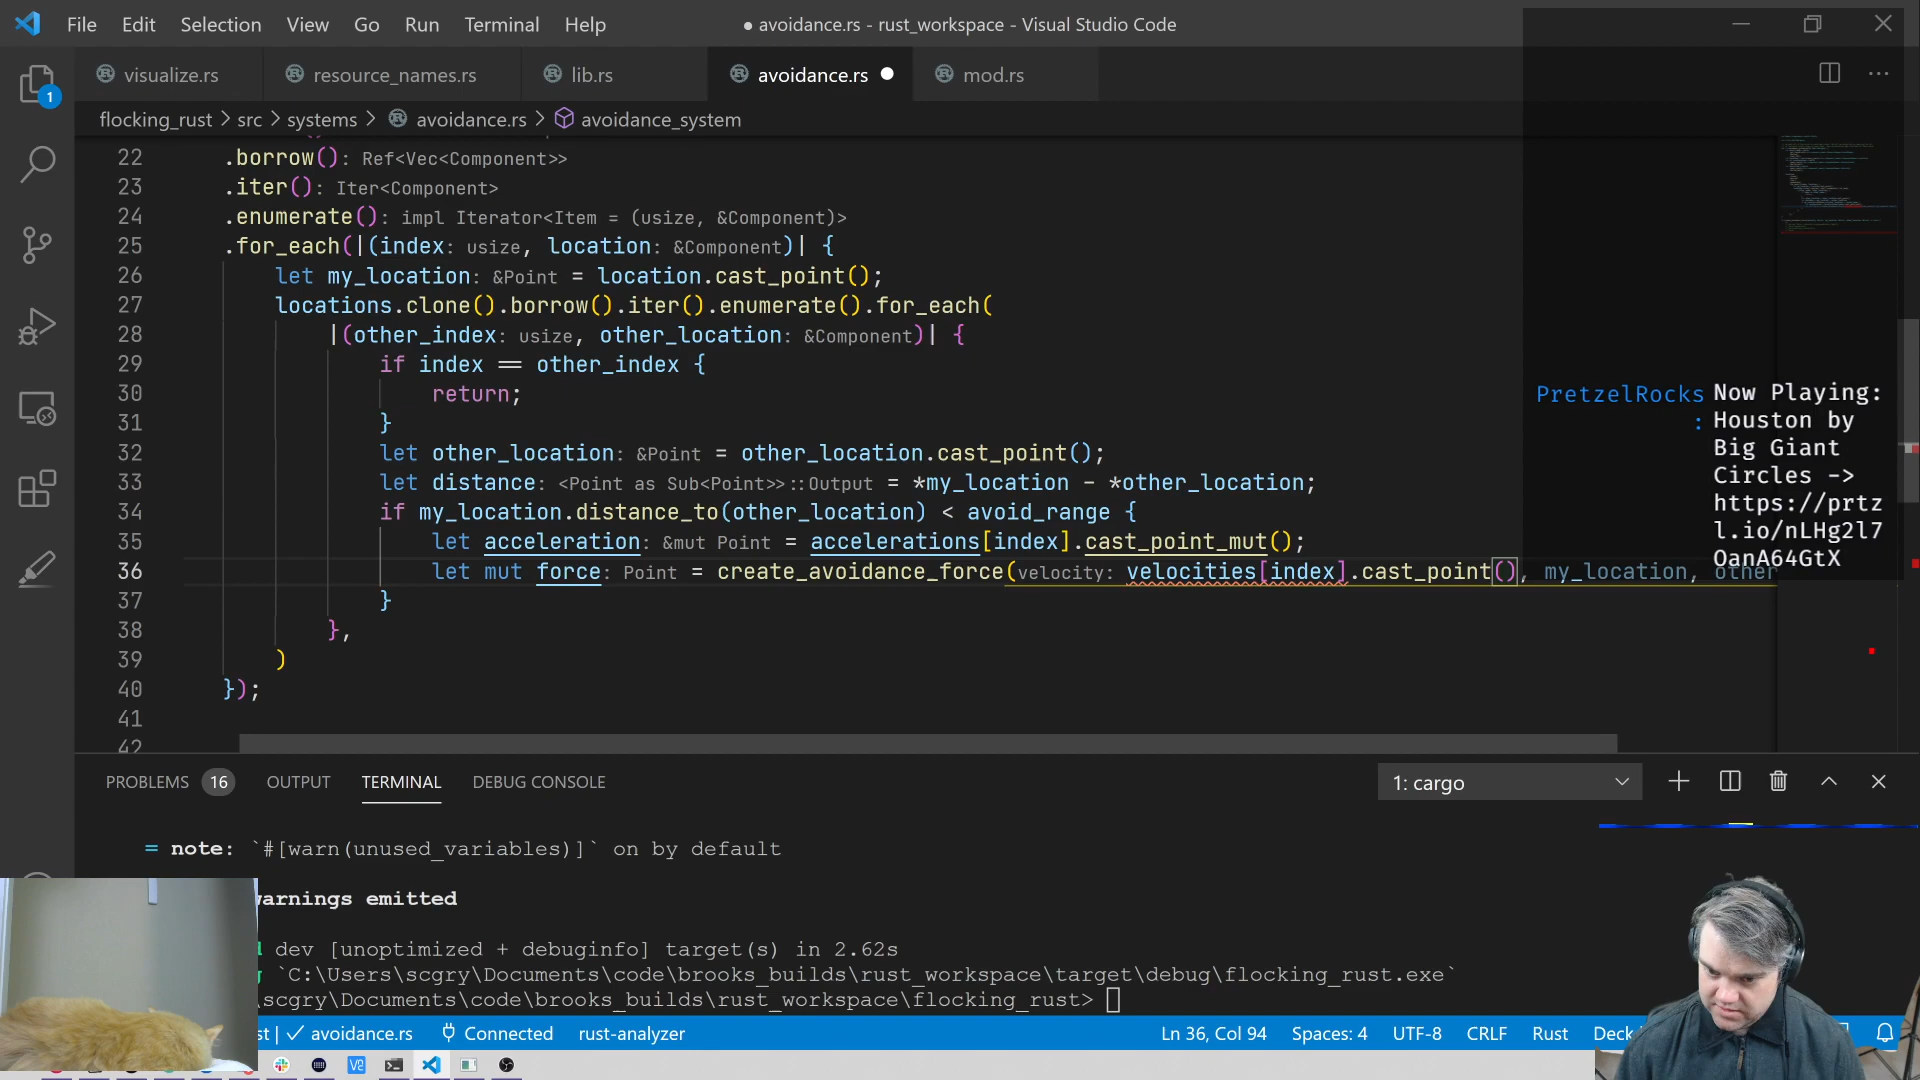 File Edit Selection View Go Run Terminal Help
● avoidance.rs - rust_workspace - Visual Studio Code
visualize.rs resource_names.rs lib.rs avoidance.rs mod.rs
flocking_rust > src > systems > avoidance.rs > avoidance_system
22 .borrow(): Ref<Vec<Component>>
23 .iter(): Iter<Component>
24 .enumerate(): impl Iterator<Item = (usize, &Component)>
25 .for_each(|(index: usize, location: &Component)| {
26 let my_location: &Point = location.cast_point();
27 locations.clone().borrow().iter().enumerate().for_each(
28 |(other_index: usize, other_location: &Component)| {
29 if index == other_index {
30 return;
31 }
32 let other_location: &Point = other_location.cast_point();
33 let distance: <Point as Sub<Point>>::Output = *my_location - *other_location;
34 if my_location.distance_to(other_location) < avoid_range {
35 let acceleration: &mut Point = accelerations[index].cast_point_mut();
36 let mut force: Point = create_avoidance_force(velocity: velocities[index].cast_point(), my_location, other
37 }
38 },
39 )
40 });
41
42
PretzelRocks
: Now Playing:
Houston by
Big Giant
Circles ->
https://prtz
l.io/nLHg2l7
OanA64GtX
1
PROBLEMS 16 OUTPUT TERMINAL DEBUG CONSOLE
1: cargo
= note: `#[warn(unused_variables)]` on by default
warnings emitted
dev [unoptimized + debuginfo] target(s) in 2.62s
`C:\Users\scgry\Documents\code\brooks_builds\rust_workspace\target\debug\flocking_rust.exe`
\scgry\Documents\code\brooks_builds\rust_workspace\flocking_rust>
avoidance.rs Connected rust-analyzer
Ln 36, Col 94 Spaces: 4 UTF-8 CRLF Rust